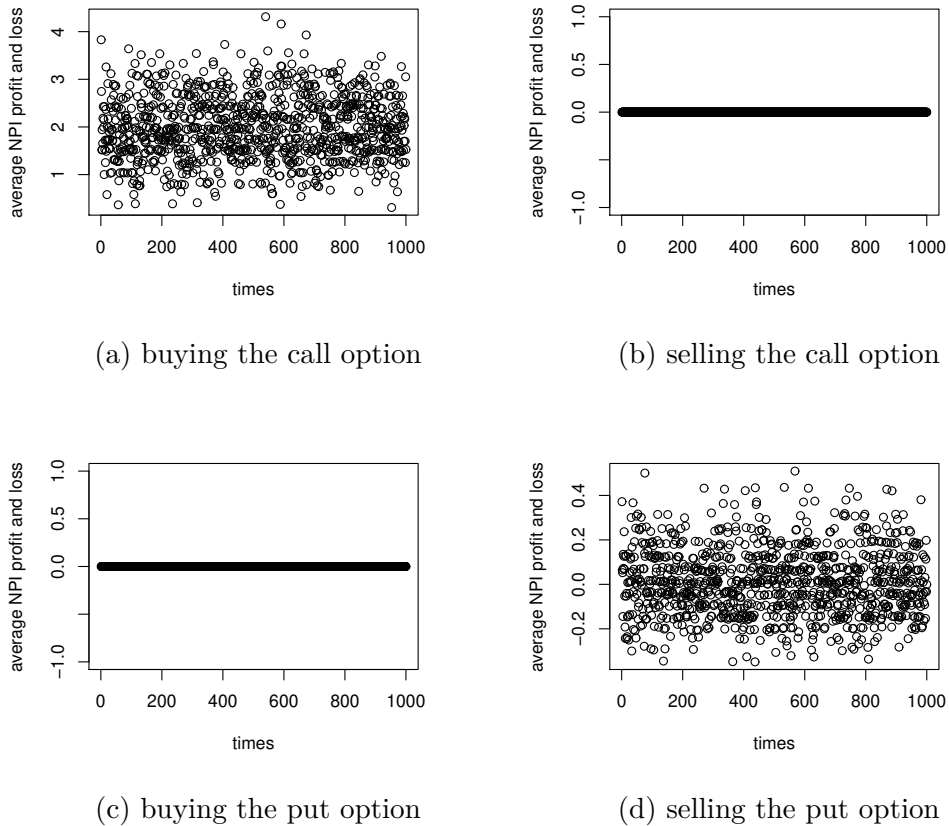 average NPI profit and loss
4
3
2
1
0 200 400 600 800 1000
times
(a) buying the call option
average NPI profit and loss
1.0
0.5
0.0
−1.0
0 200 400 600 800 1000
times
(b) selling the call option
average NPI profit and loss
1.0
0.5
0.0
−1.0
0 200 400 600 800 1000
times
(c) buying the put option
average NPI profit and loss
0.4
0.2
0.0
−0.2
0 200 400 600 800 1000
times
(d) selling the put option